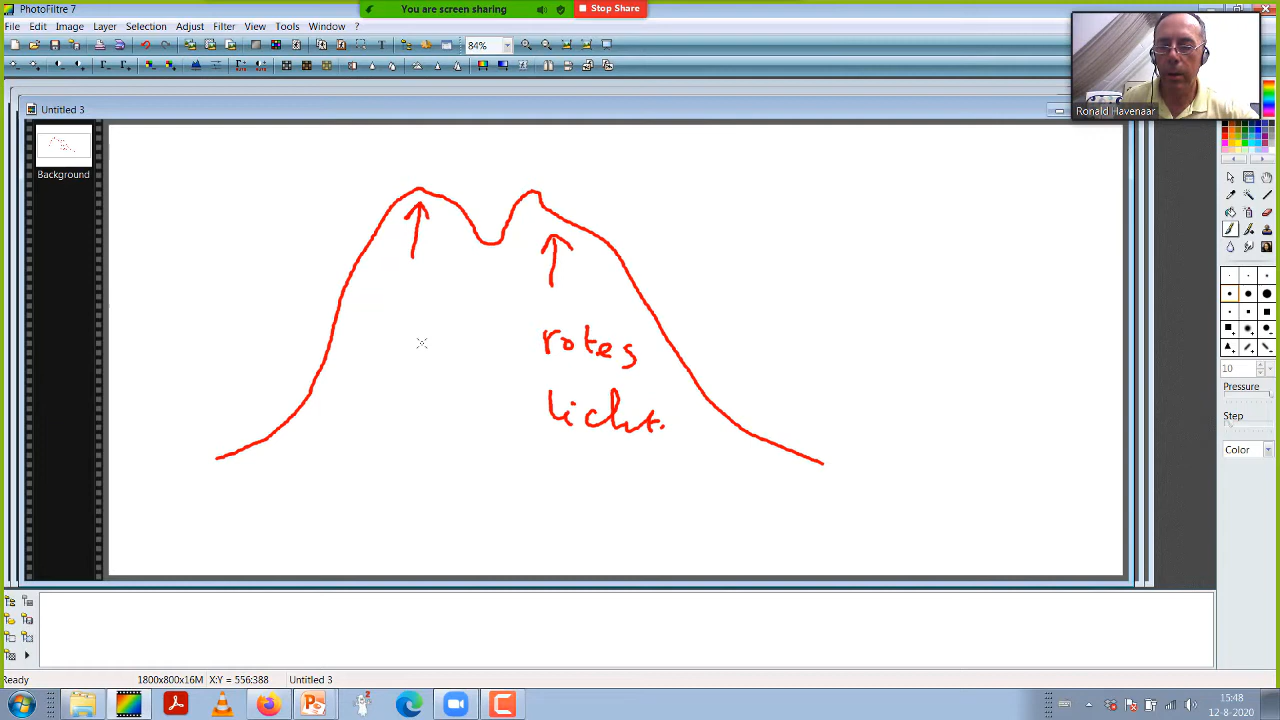 PhotoFiltre 7
You are screen sharing
Stop Share
File Edit Image Layer Selection Adjust Filter View Tools Window ?
84%
Untitled 3
Ronald Havenaar
Background
rotes
licht.
10
Pressure
Step
Color
Ready
1800x800x16M
X:Y = 556:388
Untitled 3
15:48
12-8-2020